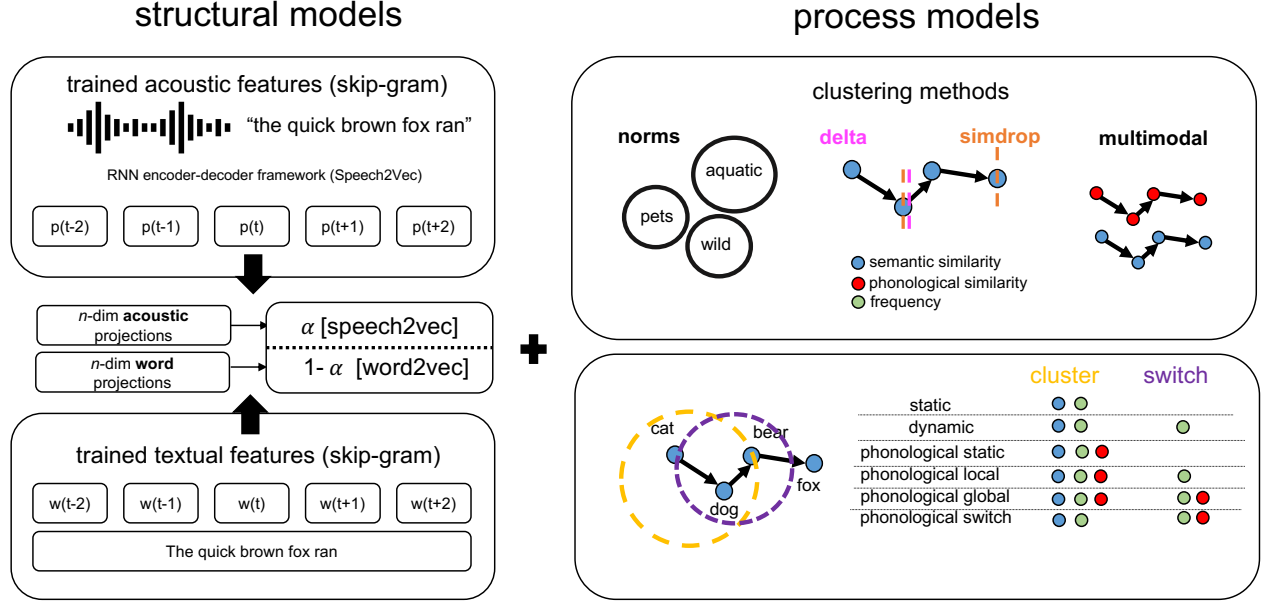 structural models
trained acoustic features (skip-gram)
“the quick brown fox ran”
RNN encoder-decoder framework (Speech2Vec)
p(t-2) p(t-1) p(t) p(t+1) p(t+2)
n-dim acoustic
projections
α [speech2vec]
n-dim word
projections
1- α [word2vec]
trained textual features (skip-gram)
w(t-2) w(t-1) w(t) w(t+1) w(t+2)
The quick brown fox ran
process models
clustering methods
norms
aquatic
pets
wild
delta
simdrop
multimodal
semantic similarity
phonological similarity
frequency
cat
bear
dog
fox
cluster switch
static
dynamic
phonological static
phonological local
phonological global
phonological switch